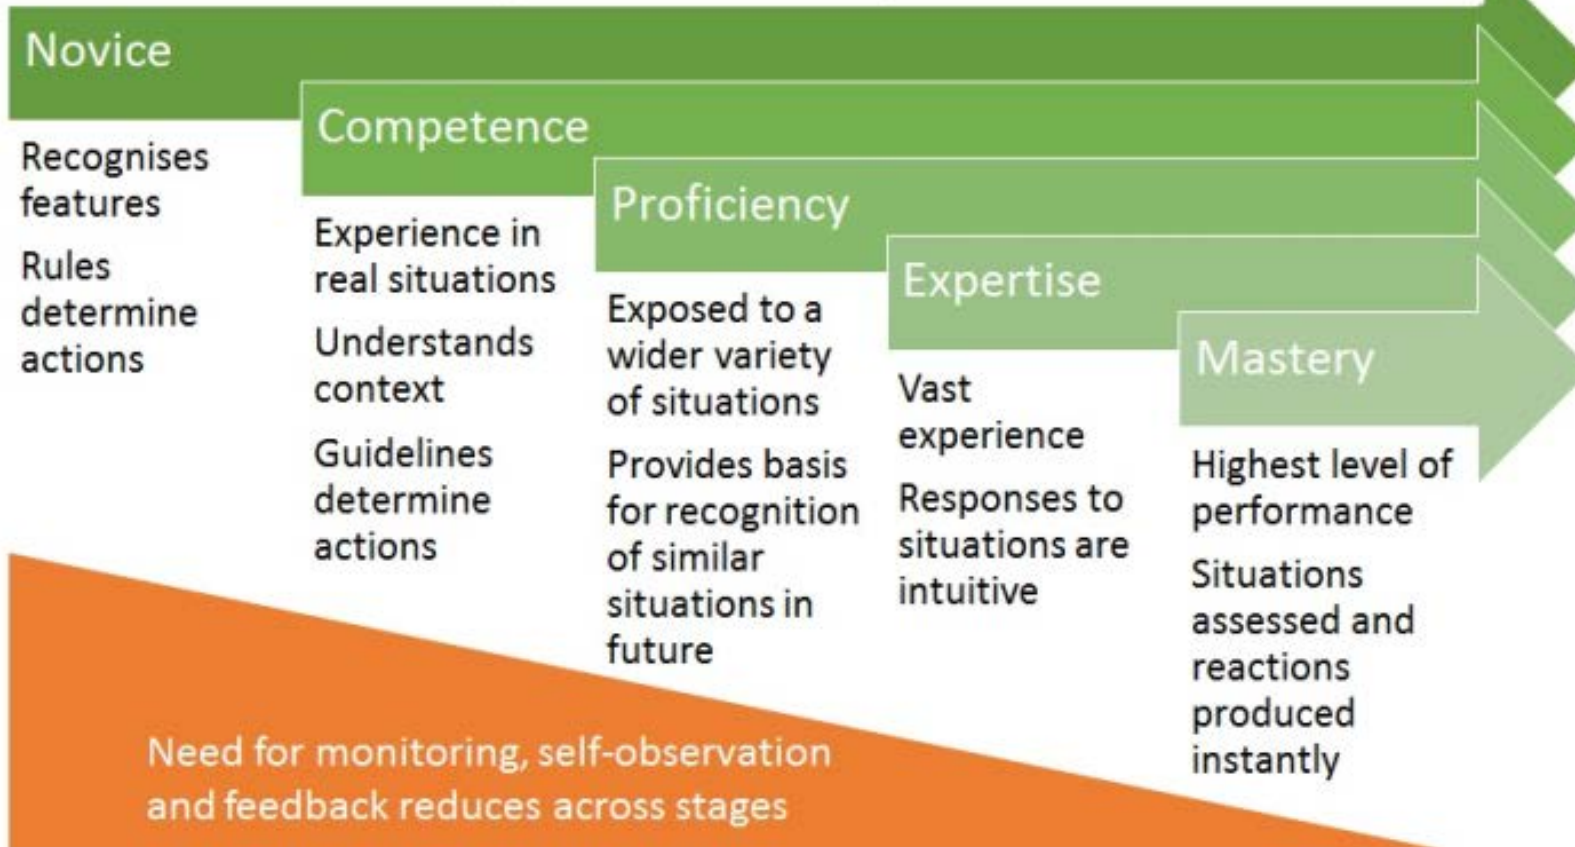 Novice
Recognises
features
Rules
determine
actions
Competence
Experience in
real situations
Understands
context
Guidelines
determine
actions
Proficiency
Exposed to a
wider variety
of situations
Provides basis
for recognition
of similar
situations in
future
Expertise
Vast
experience
Responses to
situations are
intuitive
Mastery
Highest level of
performance
Situations
assessed and
reactions
produced
instantly
Need for monitoring, self-observation
and feedback reduces across stages